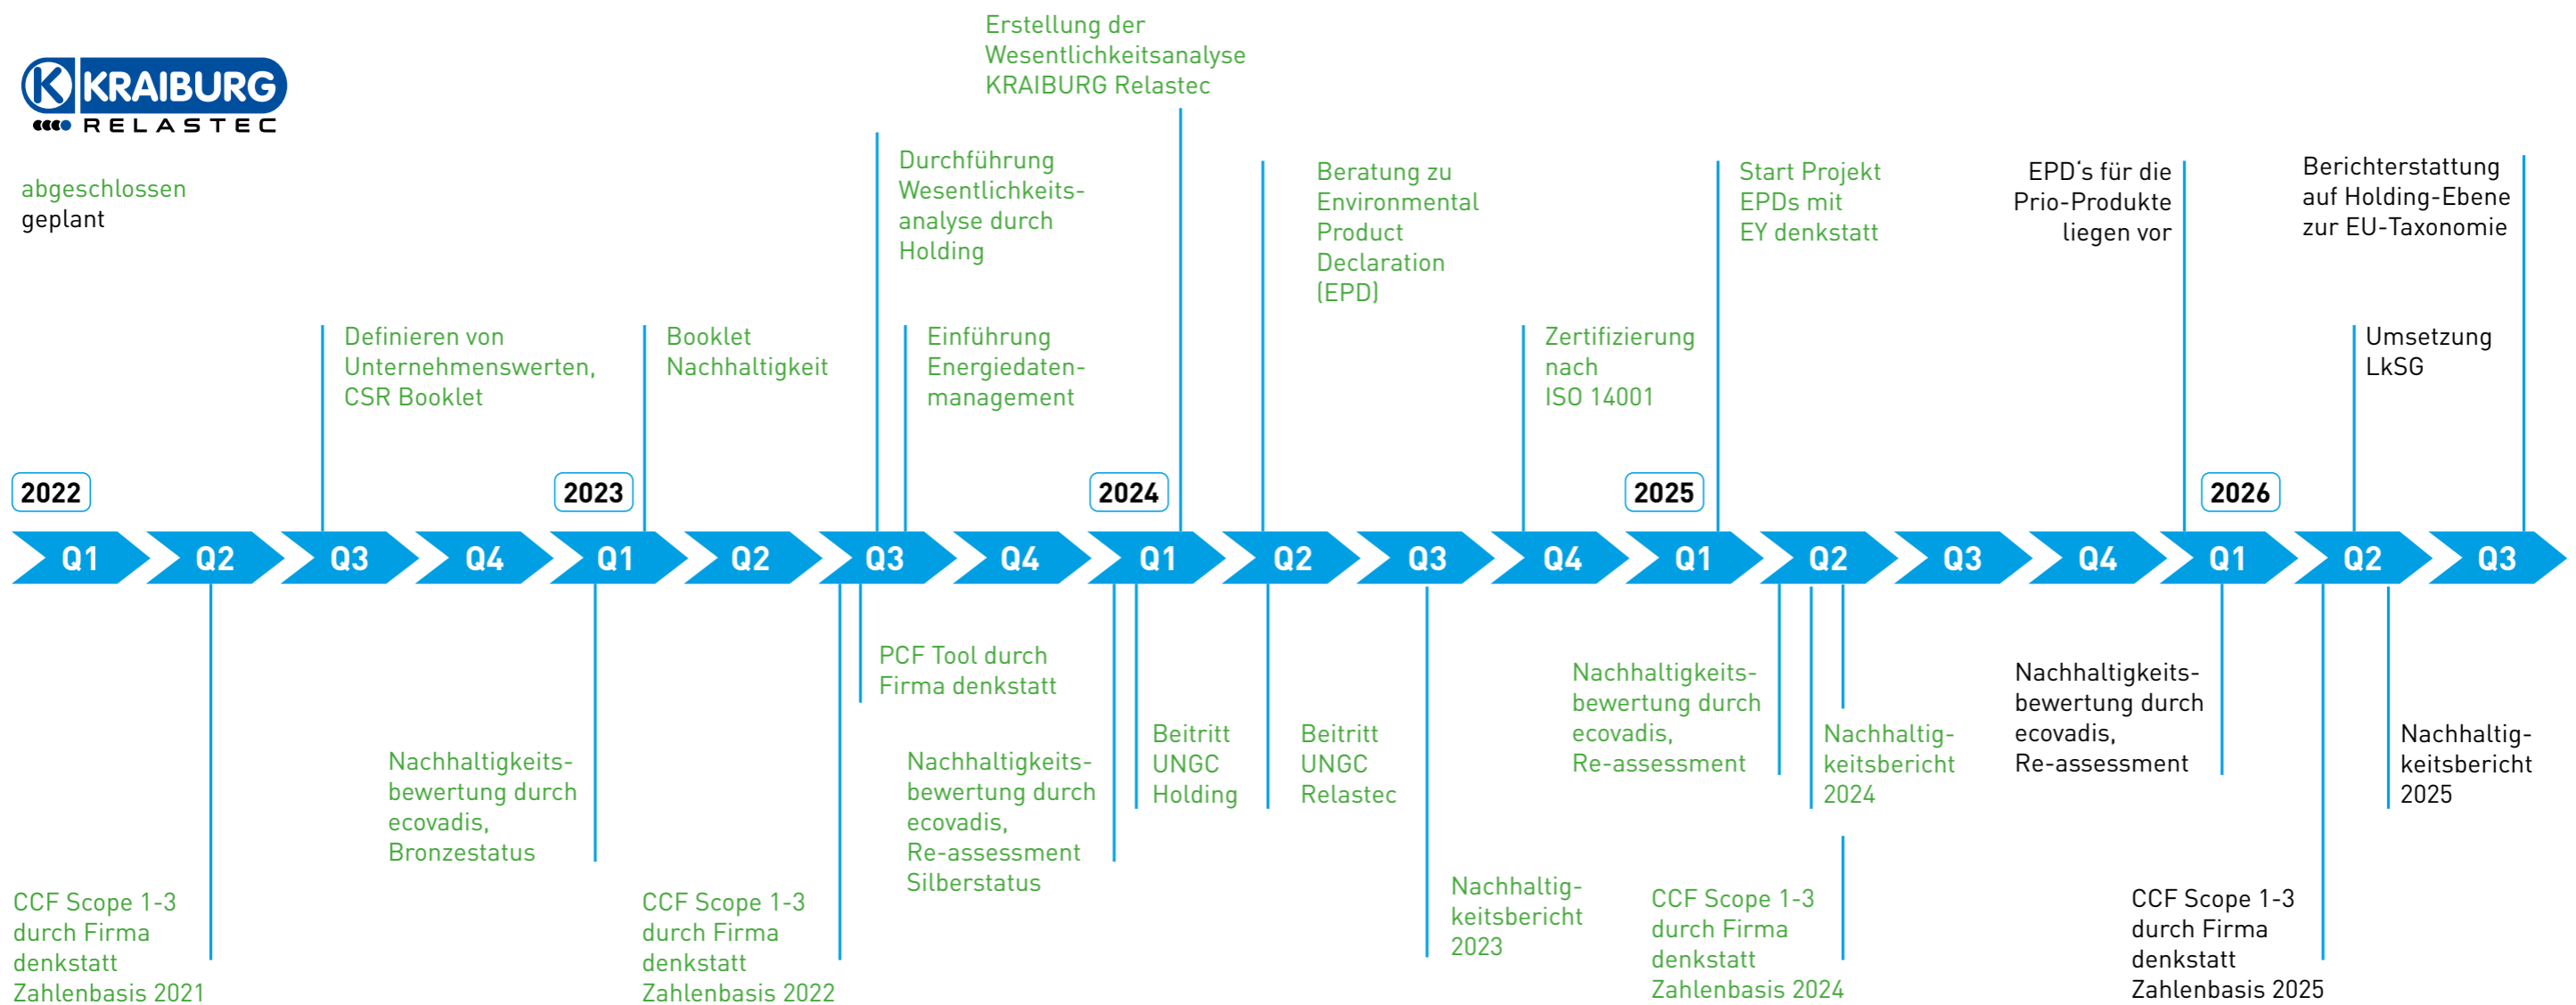 KRAIBURG
RELASTEC
abgeschlossen
geplant
Erstellung der
Wesentlichkeitsanalyse
KRAIBURG Relastec
Durchführung
Wesentlichkeits-
analyse durch
Holding
Beratung zu
Environmental
Product
Declaration
(EPD)
Start Projekt
EPDs mit
EY denkstatt
EPD‘s für die
Prio-Produkte
liegen vor
Berichterstattung
auf Holding-Ebene
zur EU-Taxonomie
Definieren von
Unternehmenswerten,
CSR Booklet
Booklet
Nachhaltigkeit
Einführung
Energiedaten-
management
Zertifizierung
nach
ISO 14001
Umsetzung
LkSG
2022
2023
2024
2025
2026
Q1
Q2
Q3
Q4
Q1
Q2
Q3
Q4
Q1
Q2
Q3
Q4
Q1
Q2
Q3
Q4
Q1
Q2
Q3
CCF Scope 1-3
durch Firma
denkstatt
Zahlenbasis 2021
Nachhaltigkeits-
bewertung durch
ecovadis,
Bronzestatus
CCF Scope 1-3
durch Firma
denkstatt
Zahlenbasis 2022
PCF Tool durch
Firma denkstatt
Nachhaltigkeits-
bewertung durch
ecovadis,
Re-assessment
Silberstatus
Beitritt
UNGC
Holding
Beitritt
UNGC
Relastec
Nachhaltig-
keitsbericht
2023
Nachhaltigkeits-
bewertung durch
ecovadis,
Re-assessment
Nachhaltig-
keitsbericht
2024
CCF Scope 1-3
durch Firma
denkstatt
Zahlenbasis 2024
Nachhaltigkeits-
bewertung durch
ecovadis,
Re-assessment
CCF Scope 1-3
durch Firma
denkstatt
Zahlenbasis 2025
Nachhaltig-
keitsbericht
2025